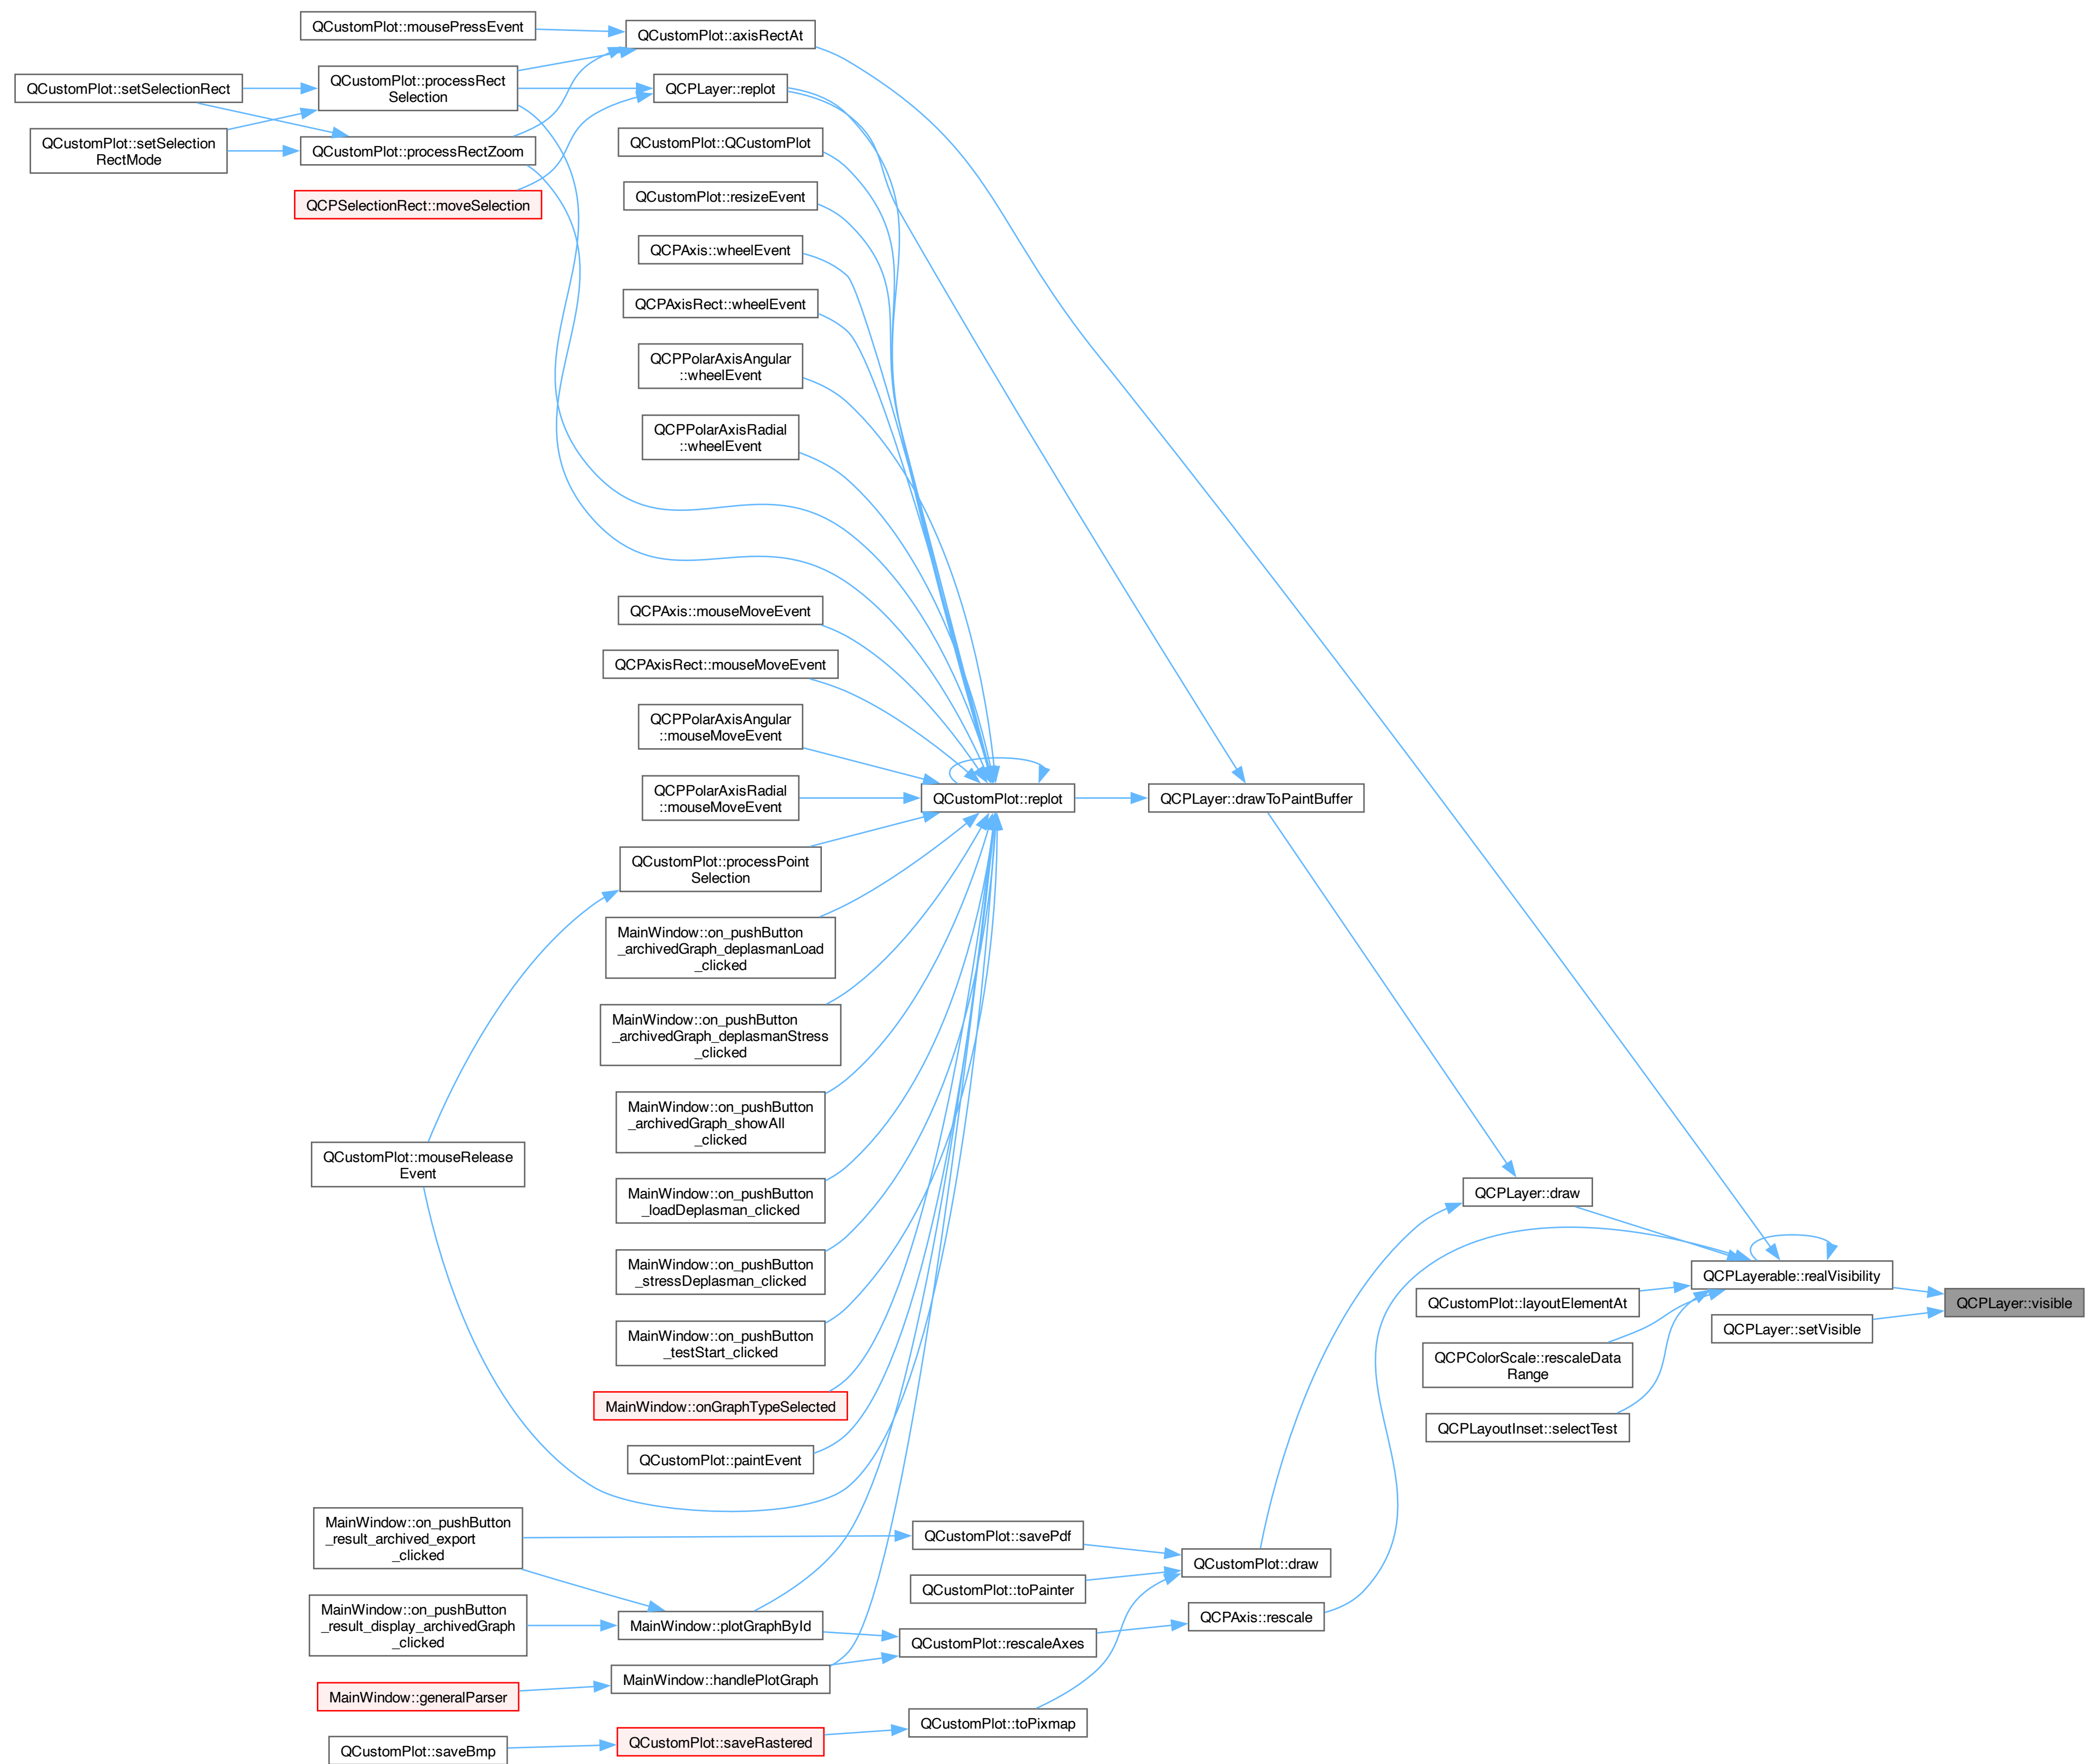 QCustomPlot::mousePressEvent
QCustomPlot::axisRectAt
QCustomPlot::processRect
Selection
QCustomPlot::setSelectionRect
QCPLayer::replot
QCustomPlot::setSelection
RectMode
QCustomPlot::processRectZoom
QCustomPlot::QCustomPlot
QCPSelectionRect::moveSelection
QCustomPlot::resizeEvent
QCPAxis::wheelEvent
QCPAxisRect::wheelEvent
QCPPolarAxisAngular
::wheelEvent
QCPPolarAxisRadial
::wheelEvent
QCPAxis::mouseMoveEvent
QCPAxisRect::mouseMoveEvent
QCPPolarAxisAngular
::mouseMoveEvent
QCPPolarAxisRadial
::mouseMoveEvent
QCustomPlot::replot
QCPLayer::drawToPaintBuffer
QCustomPlot::processPoint
Selection
MainWindow::on_pushButton
_archivedGraph_deplasmanLoad
_clicked
MainWindow::on_pushButton
_archivedGraph_deplasmanStress
_clicked
MainWindow::on_pushButton
_archivedGraph_showAll
_clicked
QCustomPlot::mouseRelease
Event
MainWindow::on_pushButton
_loadDeplasman_clicked
QCPLayer::draw
MainWindow::on_pushButton
_stressDeplasman_clicked
QCPLayerable::realVisibility
QCustomPlot::layoutElementAt
QCPLayer::visible
QCPLayer::setVisible
MainWindow::on_pushButton
_testStart_clicked
QCPColorScale::rescaleData
Range
MainWindow::onGraphTypeSelected
QCPLayoutInset::selectTest
QCustomPlot::paintEvent
MainWindow::on_pushButton
_result_archived_export
_clicked
QCustomPlot::savePdf
QCustomPlot::draw
QCustomPlot::toPainter
MainWindow::on_pushButton
_result_display_archivedGraph
_clicked
MainWindow::plotGraphById
QCPAxis::rescale
QCustomPlot::rescaleAxes
MainWindow::handlePlotGraph
MainWindow::generalParser
QCustomPlot::toPixmap
QCustomPlot::saveRastered
QCustomPlot::saveBmp